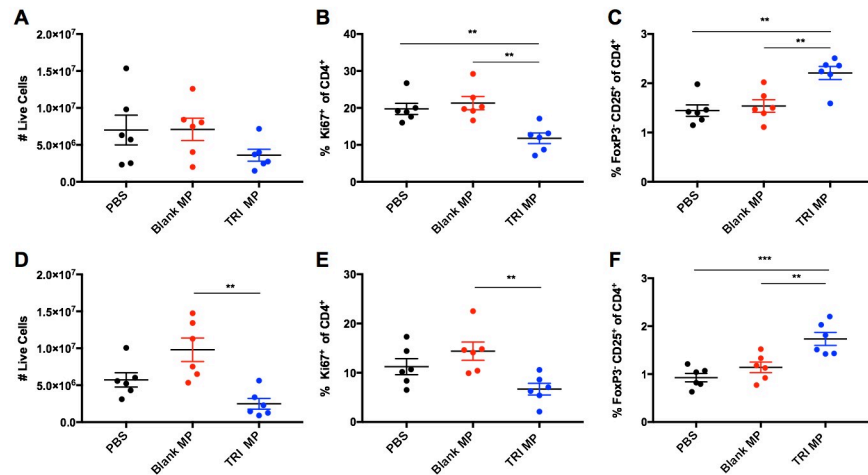 A
# Live Cells
2.0×10⁷
1.5×10⁷
1.0×10⁷
5.0×10⁶
0.0
PBS
Blank MP
TRI MP
B
% Ki67⁺ of CD4⁺
40
30
20
10
0
**
**
PBS
Blank MP
TRI MP
C
% FoxP3⁻ CD25⁺ of CD4⁺
3
2
1
0
**
**
PBS
Blank MP
TRI MP
D
# Live Cells
2.0×10⁷
1.5×10⁷
1.0×10⁷
5.0×10⁶
0.0
**
PBS
Blank MP
TRI MP
E
% Ki67⁺ of CD4⁺
30
20
10
0
**
PBS
Blank MP
TRI MP
F
% FoxP3⁻ CD25⁺ of CD4⁺
3
2
1
0
***
**
PBS
Blank MP
TRI MP